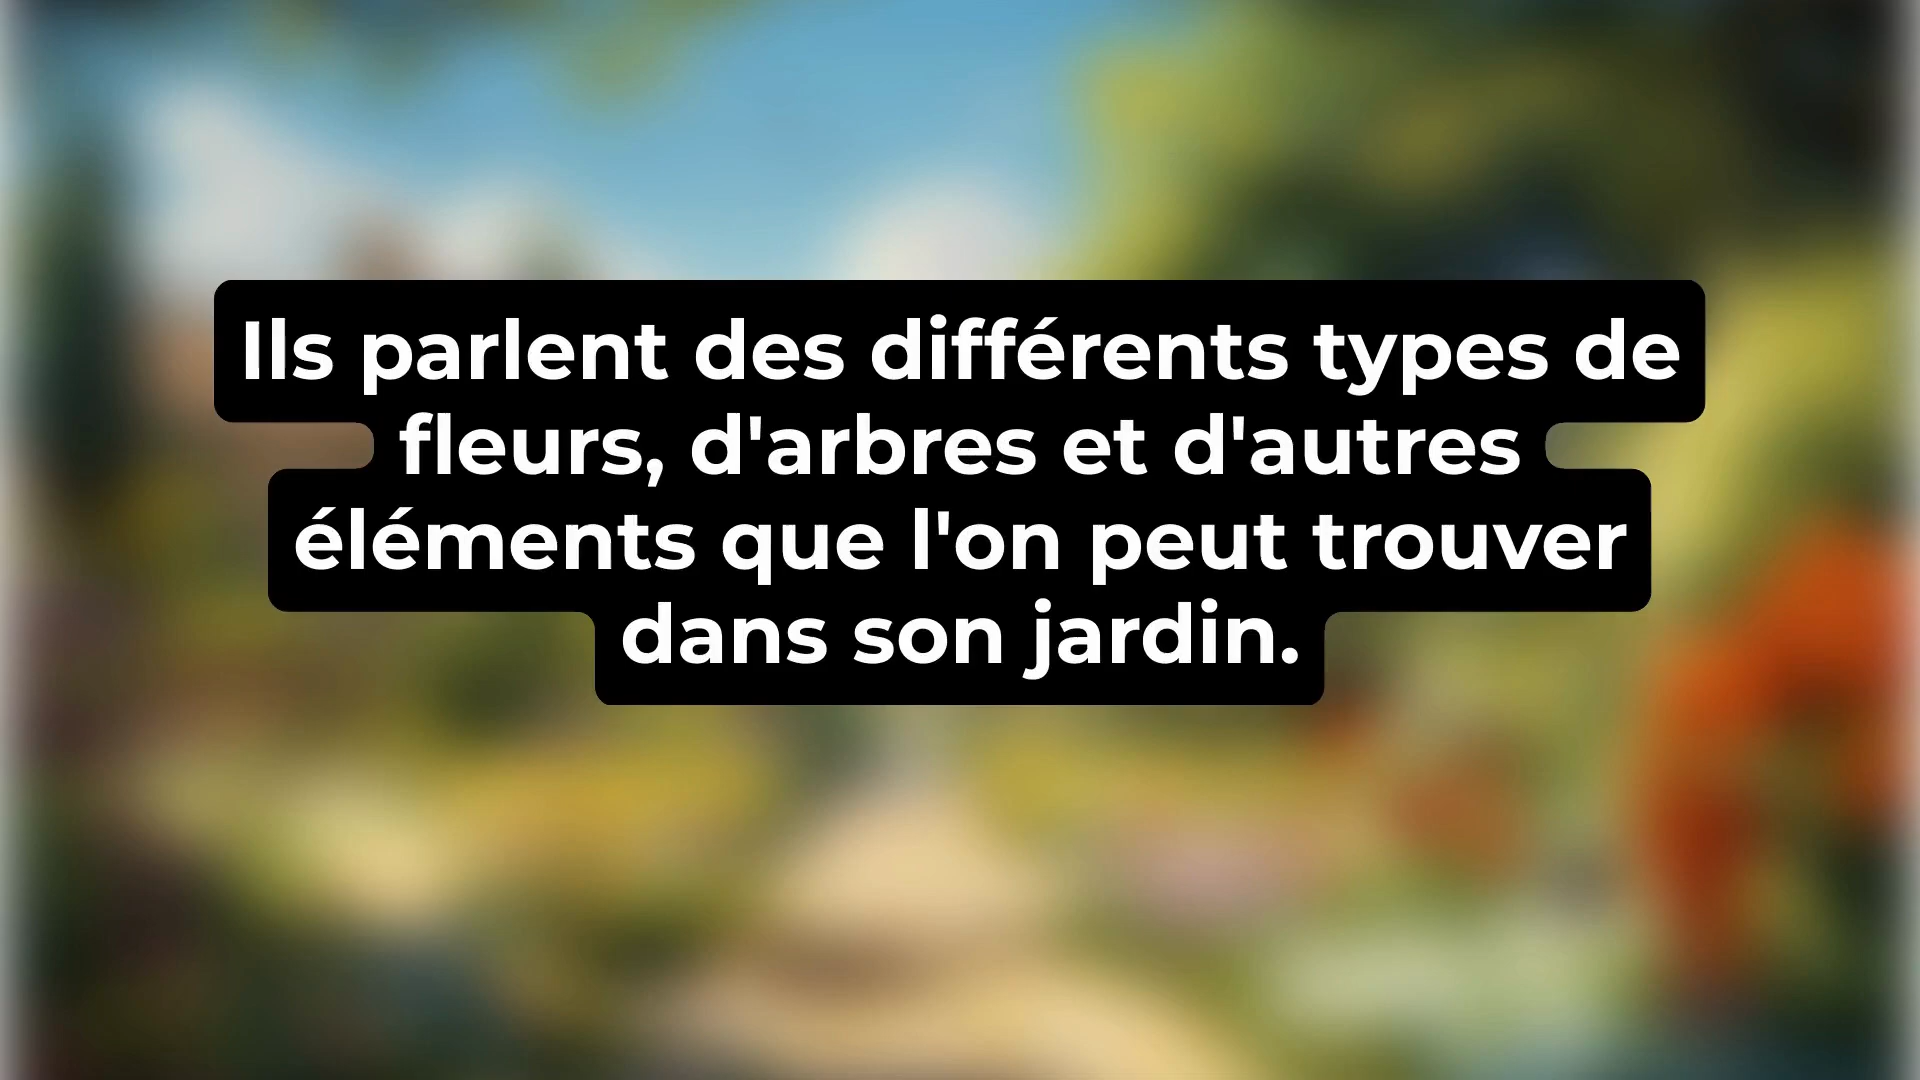 Ils parlent des différents types de
fleurs, d'arbres et d'autres
éléments que l'on peut trouver
dans son jardin.